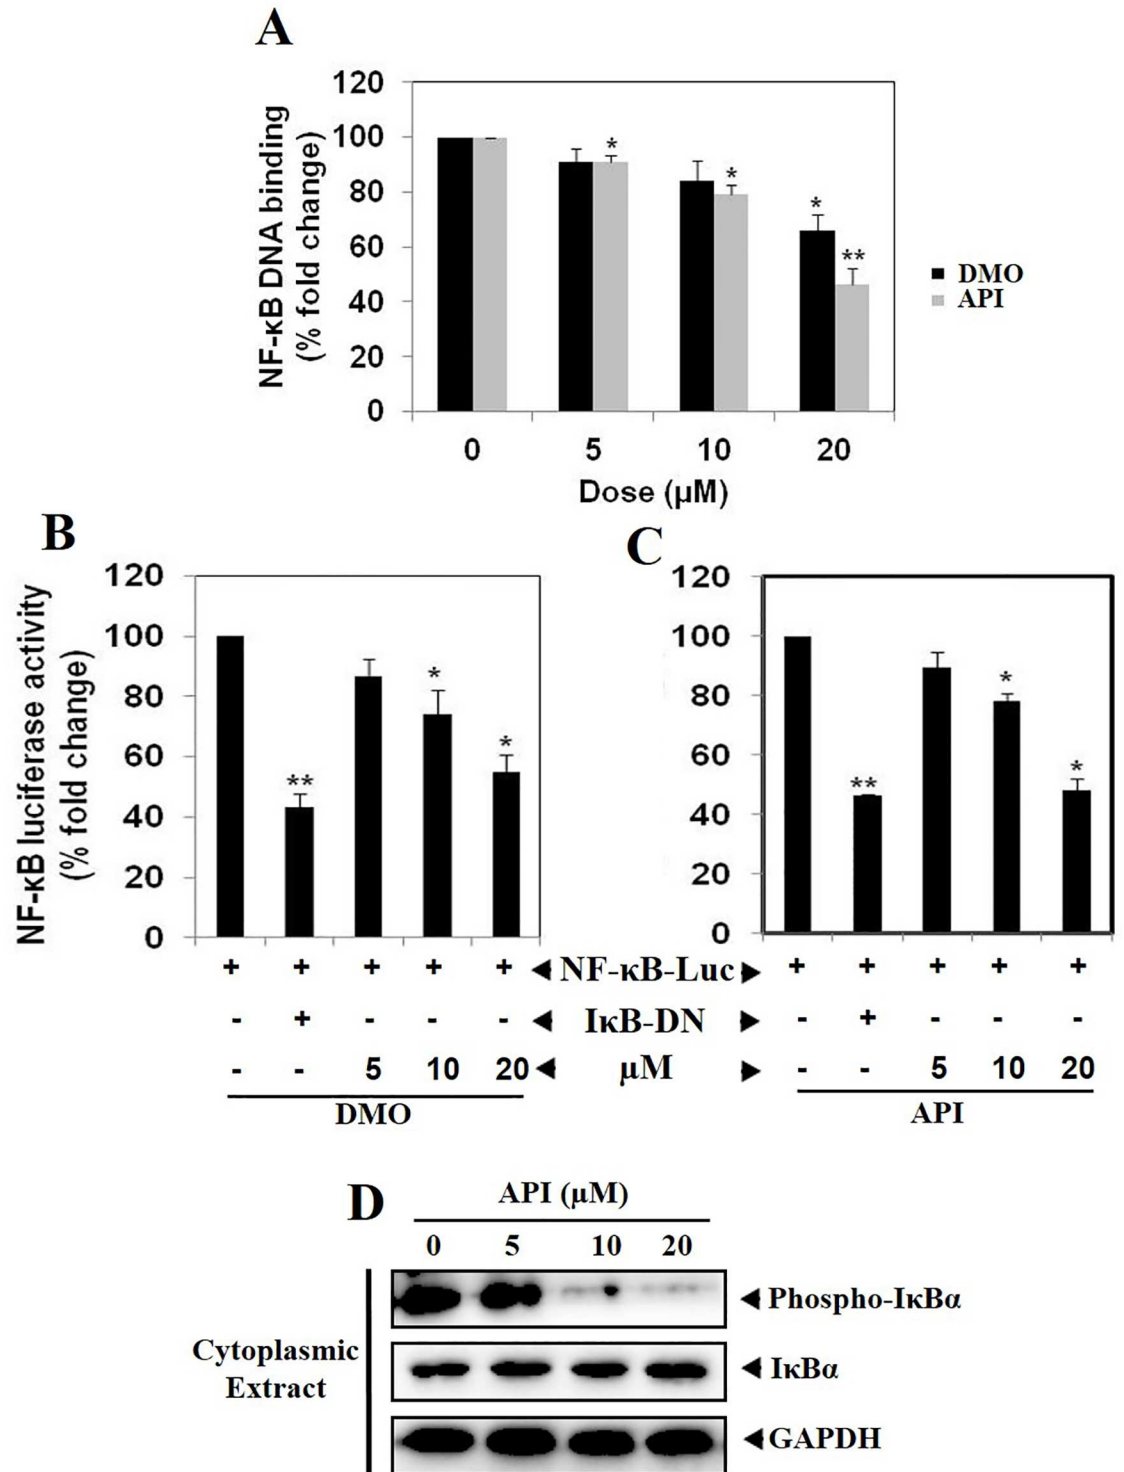 A
NF-κB DNA binding
(% fold change)
120
100
80
60
40
20
0
*
*
*
**
0 5 10 20
Dose (µM)
DMO
API
B
NF-κB luciferase activity
(% fold change)
120
100
80
60
40
20
0
**
*
*
C
120
100
80
60
40
20
0
**
*
*
+ + + + + NF-κB-Luc + + + + +
- + - - - IκB-DN - + - - -
- - 5 10 20 µM - - 5 10 20
DMO
API
D
API (µM)
0 5 10 20
Phospho-IκBα
Cytoplasmic
Extract
IκBα
GAPDH